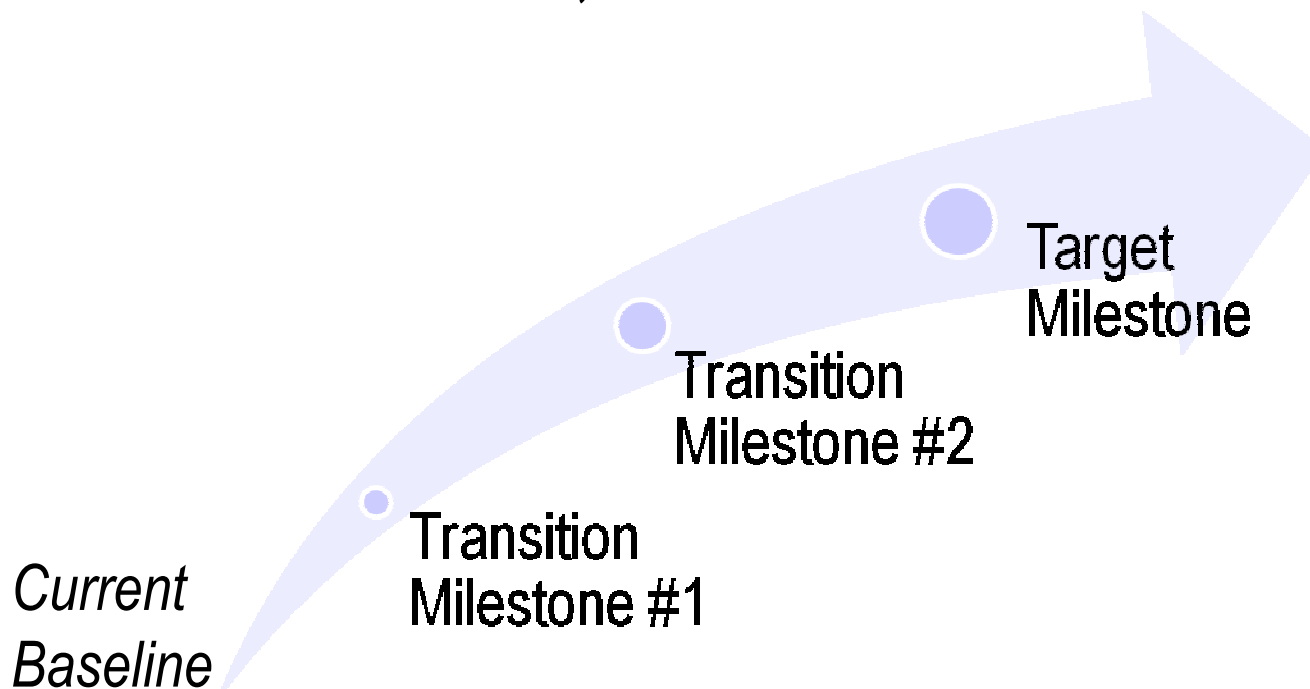 Target
Milestone
Transition
Milestone #2
Transition
Milestone #1
Current
Baseline